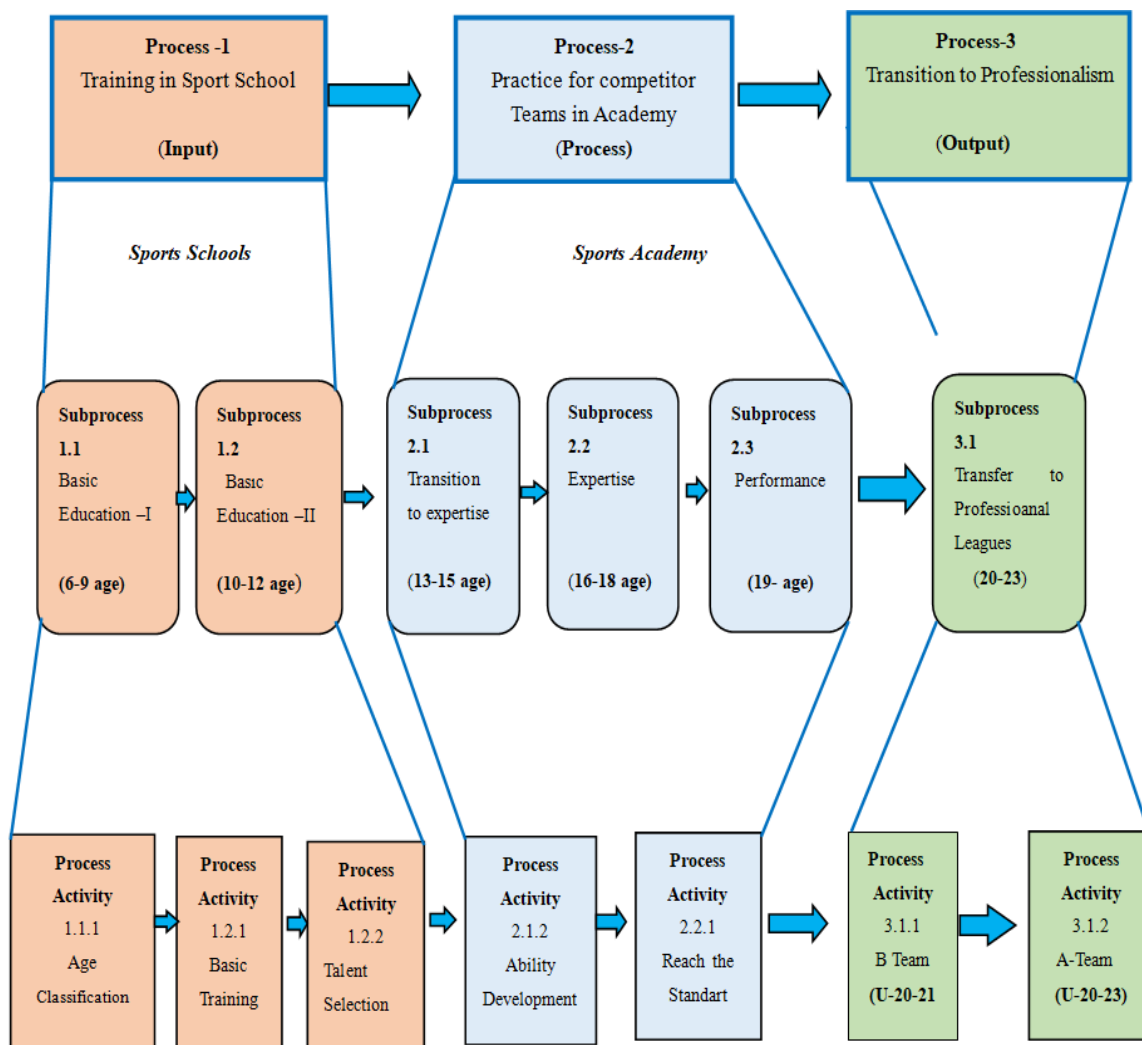 Process -1
Training in Sport School
(Input)
Process-2
Practice for competitor
Teams in Academy
(Process)
Process-3
Transition to Professionalism
(Output)
Sports Schools
Sports Academy
Subprocess
1.1
Basic
Education –I
(6-9 age)
Subprocess
1.2
Basic
Education –II
(10-12 age)
Subprocess
2.1
Transition
to expertise
(13-15 age)
Subprocess
2.2
Expertise
(16-18 age)
Subprocess
2.3
Performance
(19- age)
Subprocess
3.1
Transfer to
Professioanal
Leagues
(20-23)
Process
Activity
1.1.1
Age
Classification
Process
Activity
1.2.1
Basic
Training
Process
Activity
1.2.2
Talent
Selection
Process
Activity
2.1.2
Ability
Development
Process
Activity
2.2.1
Reach the
Standart
Process
Activity
3.1.1
B Team
(U-20-21
Process
Activity
3.1.2
A-Team
(U-20-23)